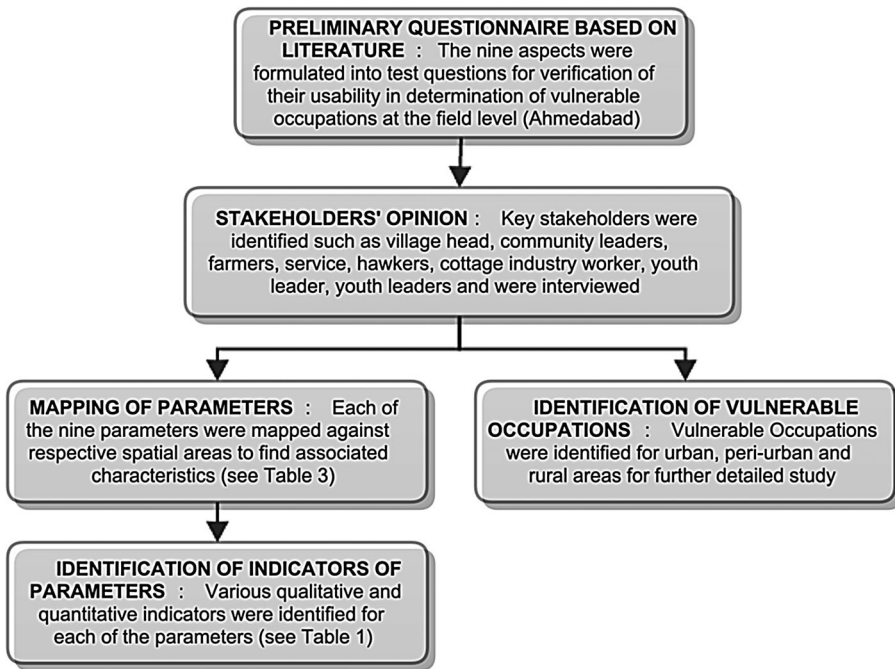 PRELIMINARY QUESTIONNAIRE BASED ON
LITERATURE : The nine aspects were
formulated into test questions for verification of
their usability in determination of vulnerable
occupations at the field level (Ahmedabad)
STAKEHOLDERS' OPINION : Key stakeholders were
identified such as village head, community leaders,
farmers, service, hawkers, cottage industry worker, youth
leader, youth leaders and were interviewed
MAPPING OF PARAMETERS : Each of
the nine parameters were mapped against
respective spatial areas to find associated
characteristics (see Table 3)
IDENTIFICATION OF VULNERABLE
OCCUPATIONS : Vulnerable Occupations
were identified for urban, peri-urban and
rural areas for further detailed study
IDENTIFICATION OF INDICATORS OF
PARAMETERS : Various qualitative and
quantitative indicators were identified for
each of the parameters (see Table 1)